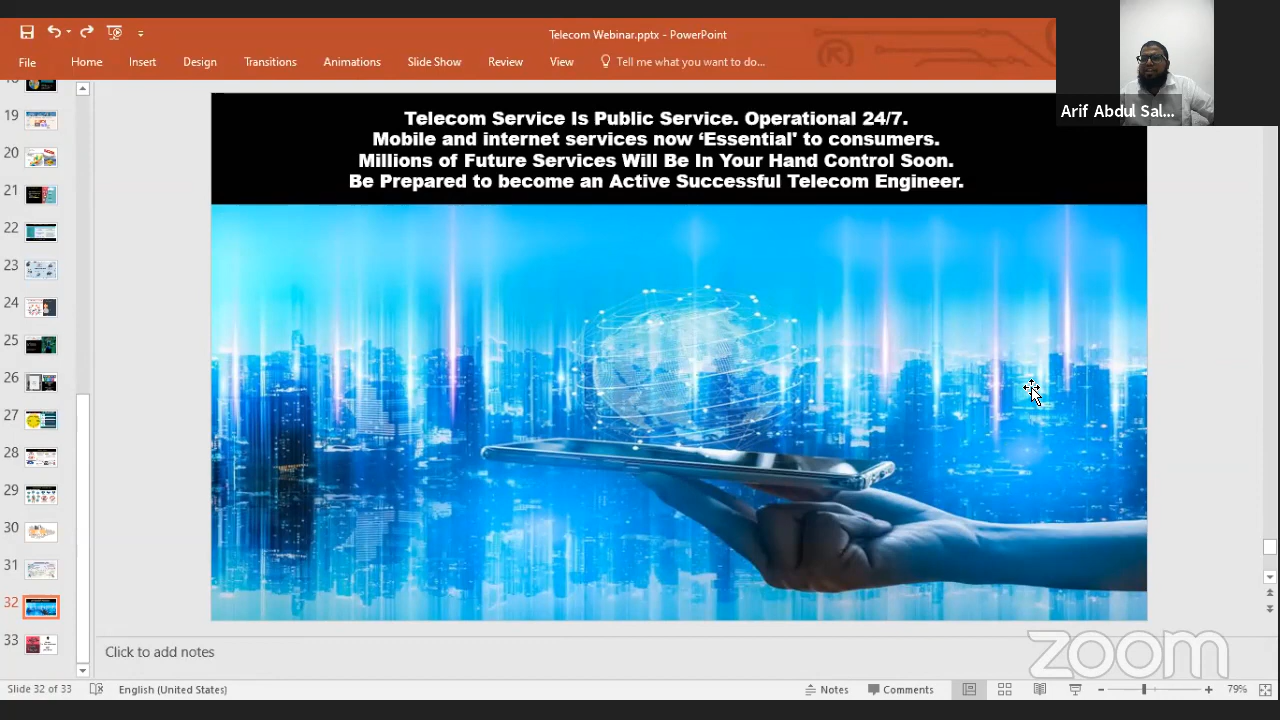 Telecom Webinar.pptx - PowerPoint
File Home Insert Design Transitions Animations Slide Show Review View Tell me what you want to do...
Arif Abdul Sal...
Telecom Service Is Public Service. Operational 24/7.
Mobile and internet services now ‘Essential' to consumers.
Millions of Future Services Will Be In Your Hand Control Soon.
Be Prepared to become an Active Successful Telecom Engineer.
19
20
21
22
23
24
25
26
27
28
29
30
31
32
33
Click to add notes
zoom
Slide 32 of 33 English (United States) Notes Comments 79%